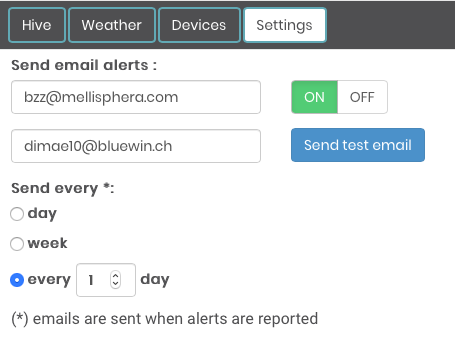 Hive Weather Devices Settings
Send email alerts :
bzz@mellisphera.com ON OFF
dimae10@bluewin.ch Send test email
Send every *:
day
week
every 1 day
(*) emails are sent when alerts are reported